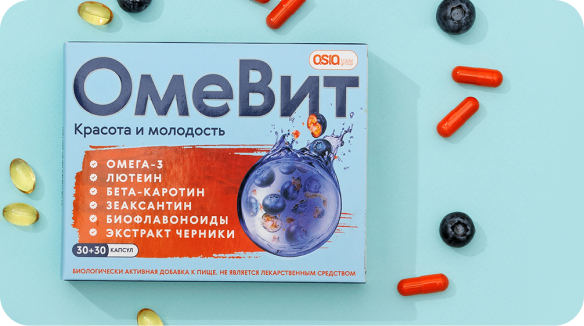 ASIA
ОмеВит
Красота и молодость
ОМЕГА-3
ЛЮТЕИН
БЕТА-КАРОТИН
ЗЕАКСАНТИН
БИОФЛАВОНОИДЫ
ЭКСТРАКТ ЧЕРНИКИ
30+30 КАПСУЛ
БИОЛОГИЧЕСКИ АКТИВНАЯ ДОБАВКА К ПИЩЕ. НЕ ЯВЛЯЕТСЯ ЛЕКАРСТВЕННЫМ СРЕДСТВОМ